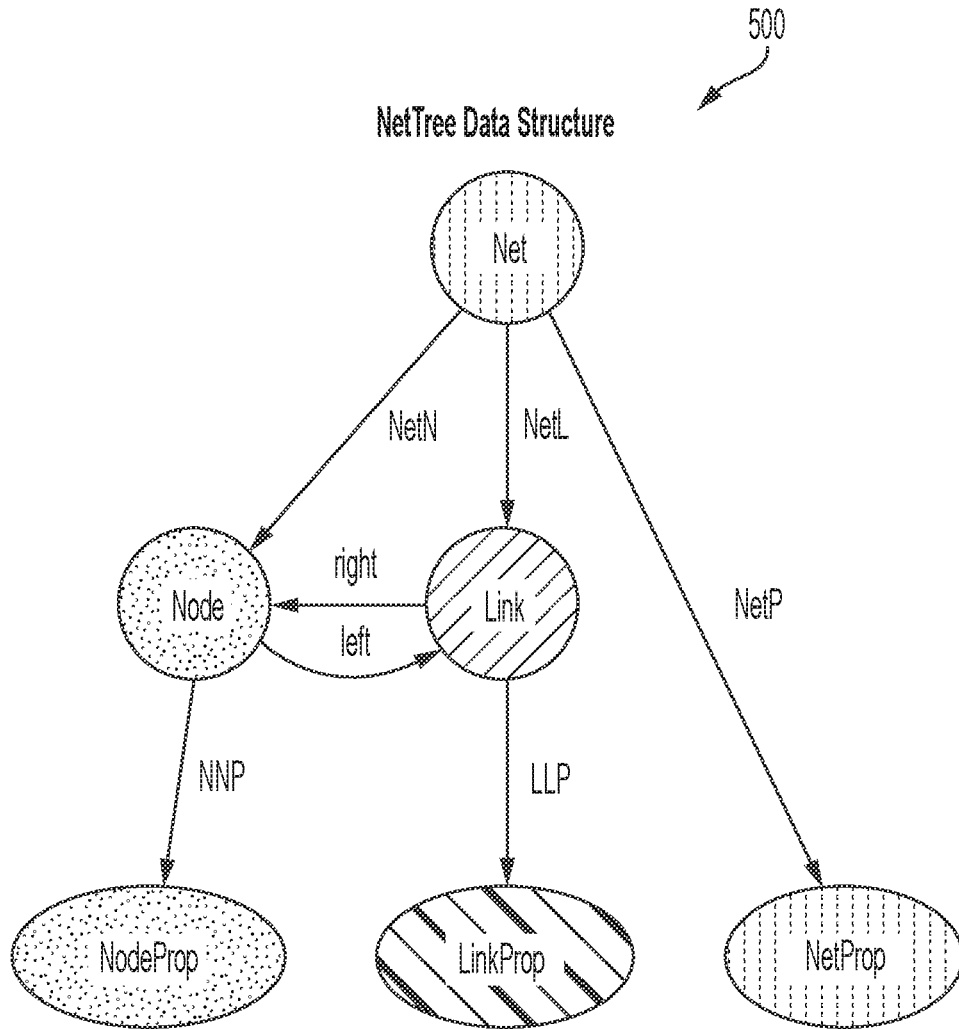 500
NetTree Data Structure
Net
NetN
NetL
right
Node
Link
NetP
left
NNP
LLP
NodeProp
LinkProp
NetProp